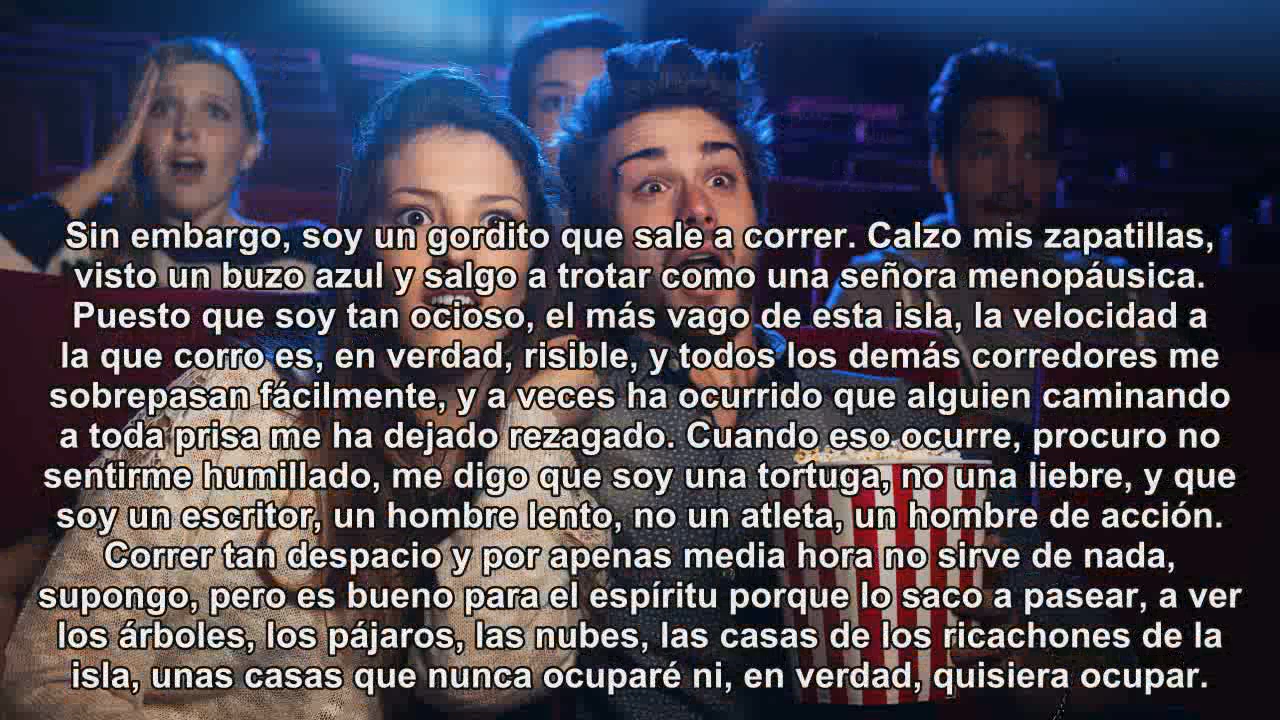 Sin embargo, soy un gordito que sale a correr. Calzo mis zapatillas,
visto un buzo azul y salgo a trotar como una señora menopáusica.
Puesto que soy tan ocioso, el más vago de esta isla, la velocidad a
la que corro es, en verdad, risible, y todos los demás corredores me
sobrepasan fácilmente, y a veces ha ocurrido que alguien caminando
a toda prisa me ha dejado rezagado. Cuando eso ocurre, procuro no
sentirme humillado, me digo que soy una tortuga, no una liebre, y que
soy un escritor, un hombre lento, no un atleta, un hombre de acción.
Correr tan despacio y por apenas media hora no sirve de nada,
supongo, pero es bueno para el espíritu porque lo saco a pasear, a ver
los árboles, los pájaros, las nubes, las casas de los ricachones de la
isla, unas casas que nunca ocuparé ni, en verdad, quisiera ocupar.